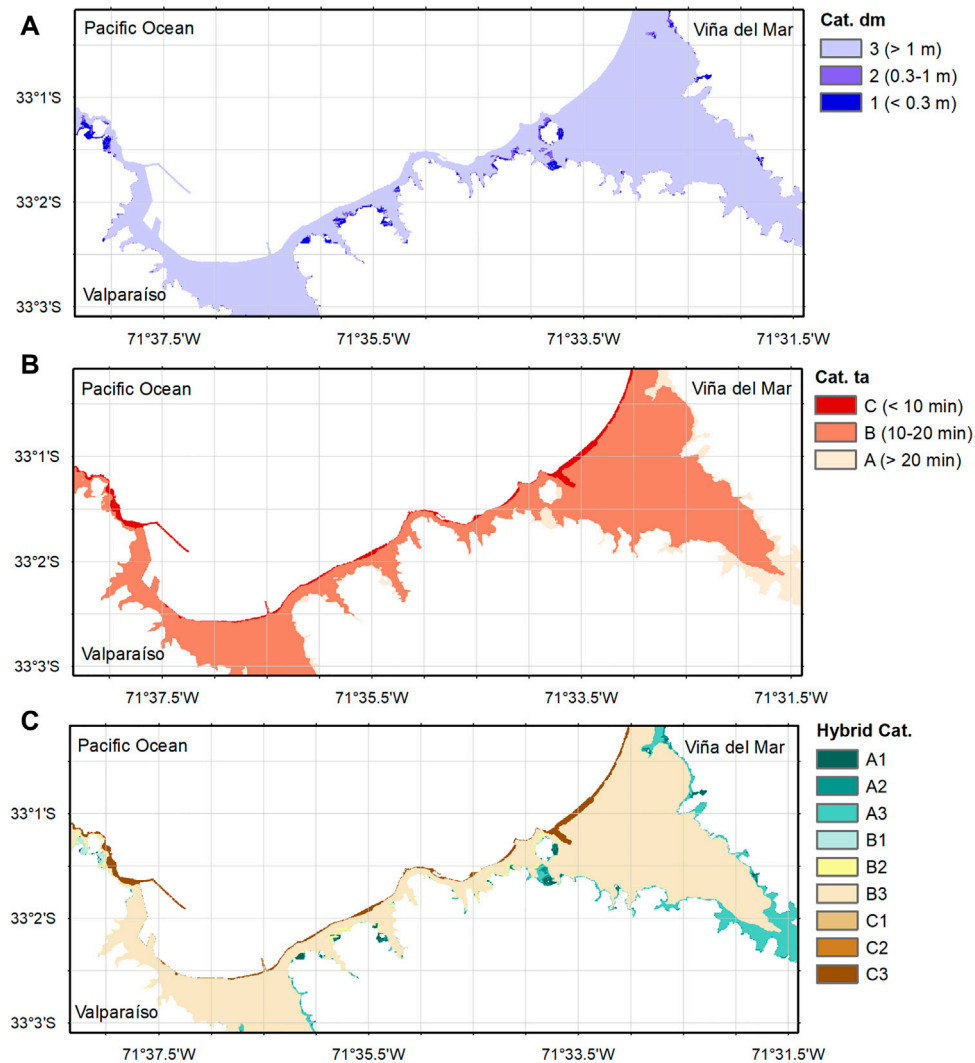 A
Pacific Ocean
Viña del Mar
Cat. dm
3 (> 1 m)
2 (0.3-1 m)
1 (< 0.3 m)
33°1'S
33°2'S
33°3'S
Valparaíso
71°37.5'W
71°35.5'W
71°33.5'W
71°31.5'W
B
Pacific Ocean
Viña del Mar
Cat. ta
C (< 10 min)
B (10-20 min)
A (> 20 min)
33°1'S
33°2'S
33°3'S
Valparaíso
71°37.5'W
71°35.5'W
71°33.5'W
71°31.5'W
C
Pacific Ocean
Viña del Mar
Hybrid Cat.
A1
A2
A3
B1
B2
B3
C1
C2
C3
33°1'S
33°2'S
33°3'S
Valparaíso
71°37.5'W
71°35.5'W
71°33.5'W
71°31.5'W